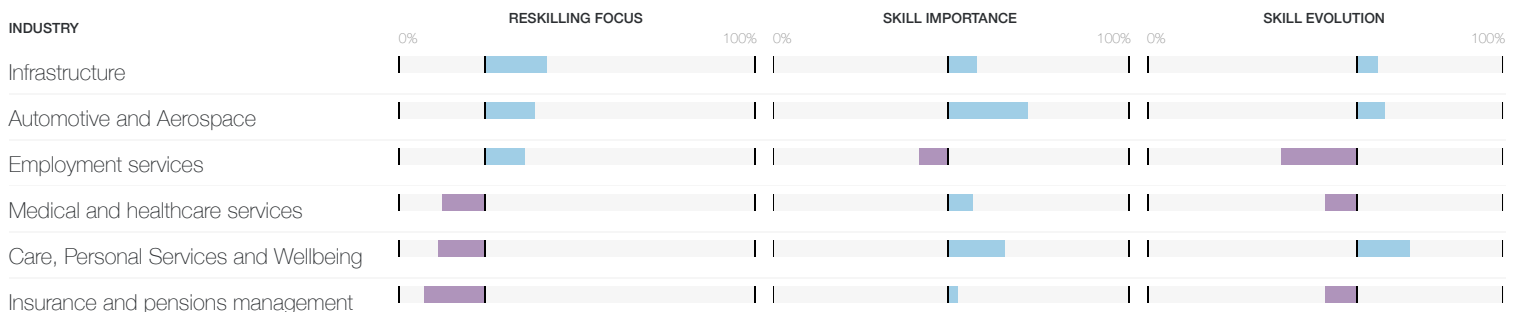 INDUSTRY RESKILLING FOCUS SKILL IMPORTANCE SKILL EVOLUTION
0% 100% 0% 100% 0% 100%
Infrastructure
Automotive and Aerospace
Employment services
Medical and healthcare services
Care, Personal Services and Wellbeing
Insurance and pensions management